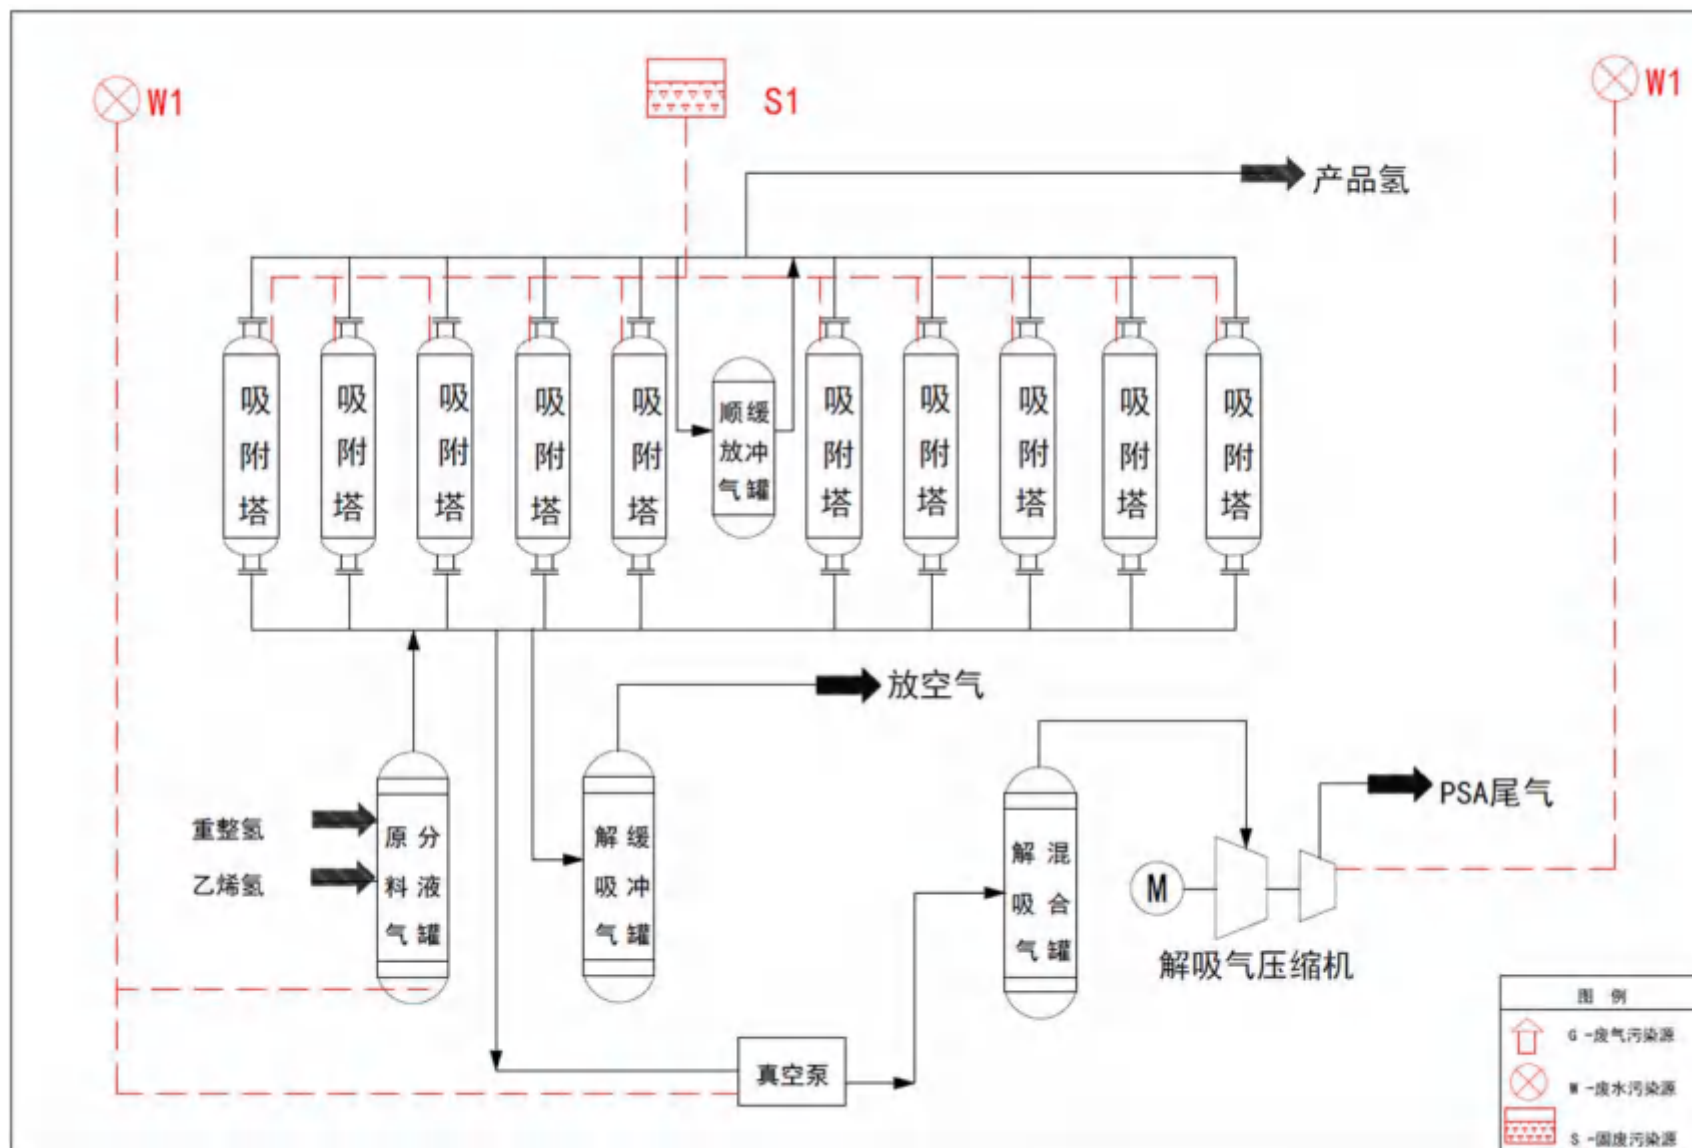 W1
S1
W1
产品氢
吸附塔
吸附塔
吸附塔
吸附塔
吸附塔
顺缓
放冲
气罐
吸附塔
吸附塔
吸附塔
吸附塔
吸附塔
放空气
重整氢
乙烯氢
原分
料液
气罐
解缓
吸冲
气罐
解混
吸合
气罐
M
PSA尾气
解吸气压缩机
真空泵
图 例
G -废气污染源
W -废水污染源
S -固废污染源